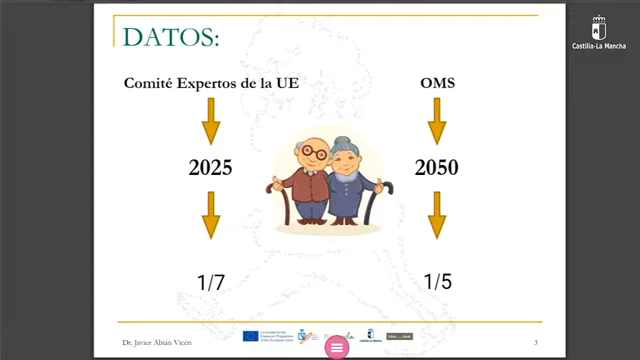 DATOS:
Castilla-La Mancha
Comité Expertos de la UE
OMS
2025
2050
1/7
1/5
Dr. Javier Abián Vicén
3